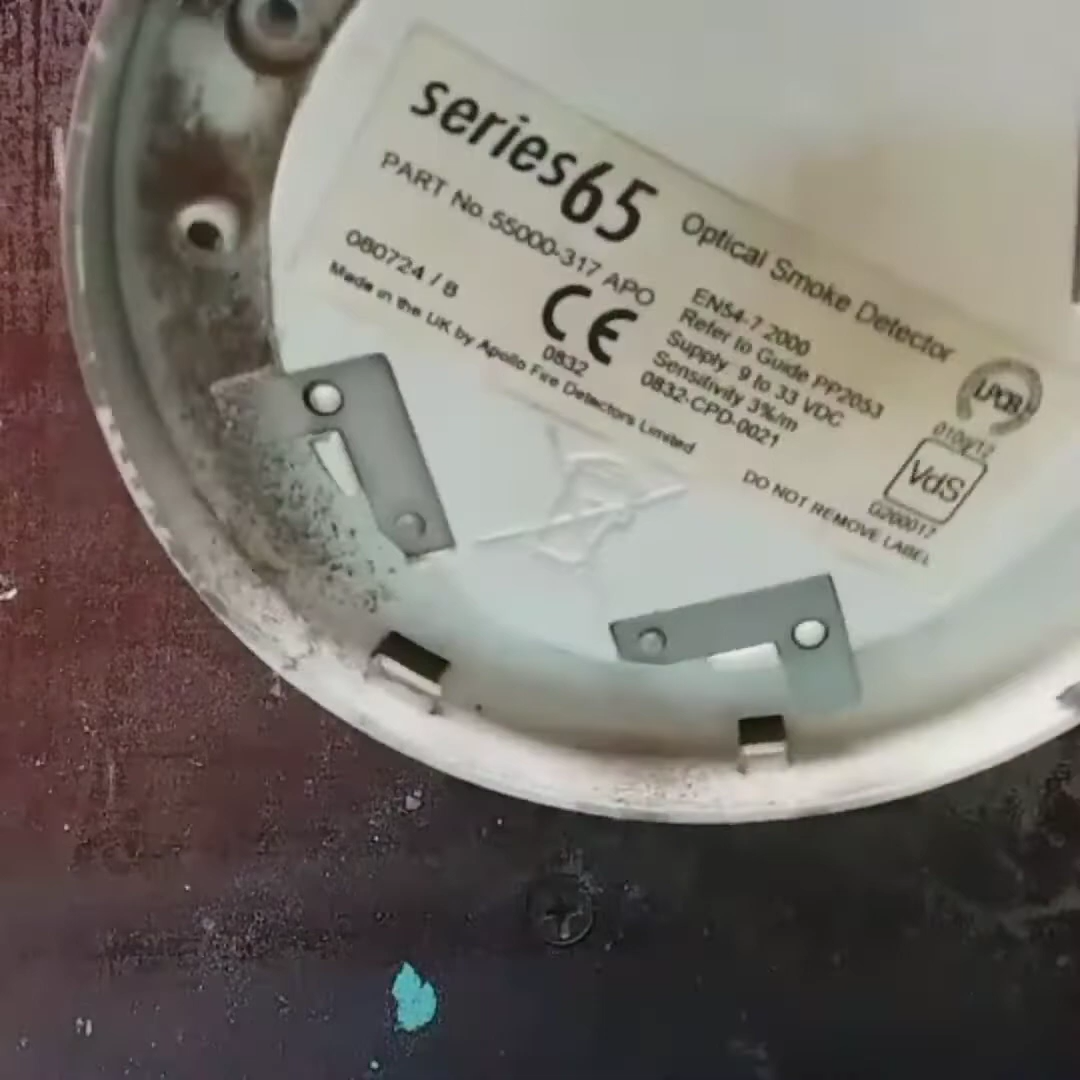 series65 Optical Smoke Detector
PART No 55000-317 APO
EN54-7 2000
Refer to Guide PP2053
Supply 9 to 33 VDC
Sensitivity 3%/m
0832-CPD-0021
080724 / B
CE
0832
Made in the UK by Apollo Fire Detectors Limited
LPCB
010g/12
VdS
G200017
DO NOT REMOVE LABEL